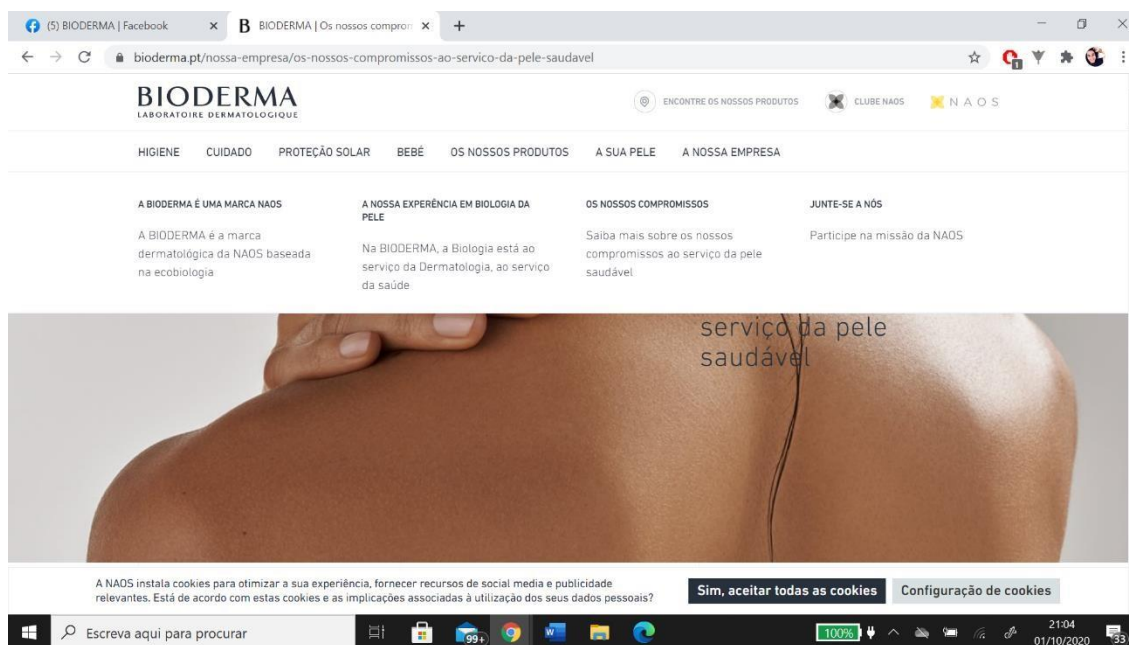 (5) BIODERMA | Facebook
BIODERMA | Os nossos compron
bioderma.pt/nossa-empresa/os-nossos-compromissos-ao-servico-da-pele-saudavel
BIODERMA
LABORATOIRE DERMATOLOGIQUE
ENCONTRE OS NOSSOS PRODUTOS
CLUBE NAOS
NAOS
HIGIENE CUIDADO PROTEÇÃO SOLAR BEBÉ OS NOSSOS PRODUTOS A SUA PELE A NOSSA EMPRESA
A BIODERMA É UMA MARCA NAOS
A BIODERMA é a marca
dermatológica da NAOS baseada
na ecobiologia
A NOSSA EXPERÊNCIA EM BIOLOGIA DA
PELE
Na BIODERMA, a Biologia está ao
serviço da Dermatologia, ao serviço
da saúde
OS NOSSOS COMPROMISSOS
Saiba mais sobre os nossos
compromissos ao serviço da pele
saudável
JUNTE-SE A NÓS
Participe na missão da NAOS
serviço da pele
saudável
A NAOS instala cookies para otimizar a sua experiência, fornecer recursos de social media e publicidade
relevantes. Está de acordo com estas cookies e as implicações associadas à utilização dos seus dados pessoais?
Sim, aceitar todas as cookies
Configuração de cookies
Escreva aqui para procurar
99+
100%
21:04
01/10/2020
33